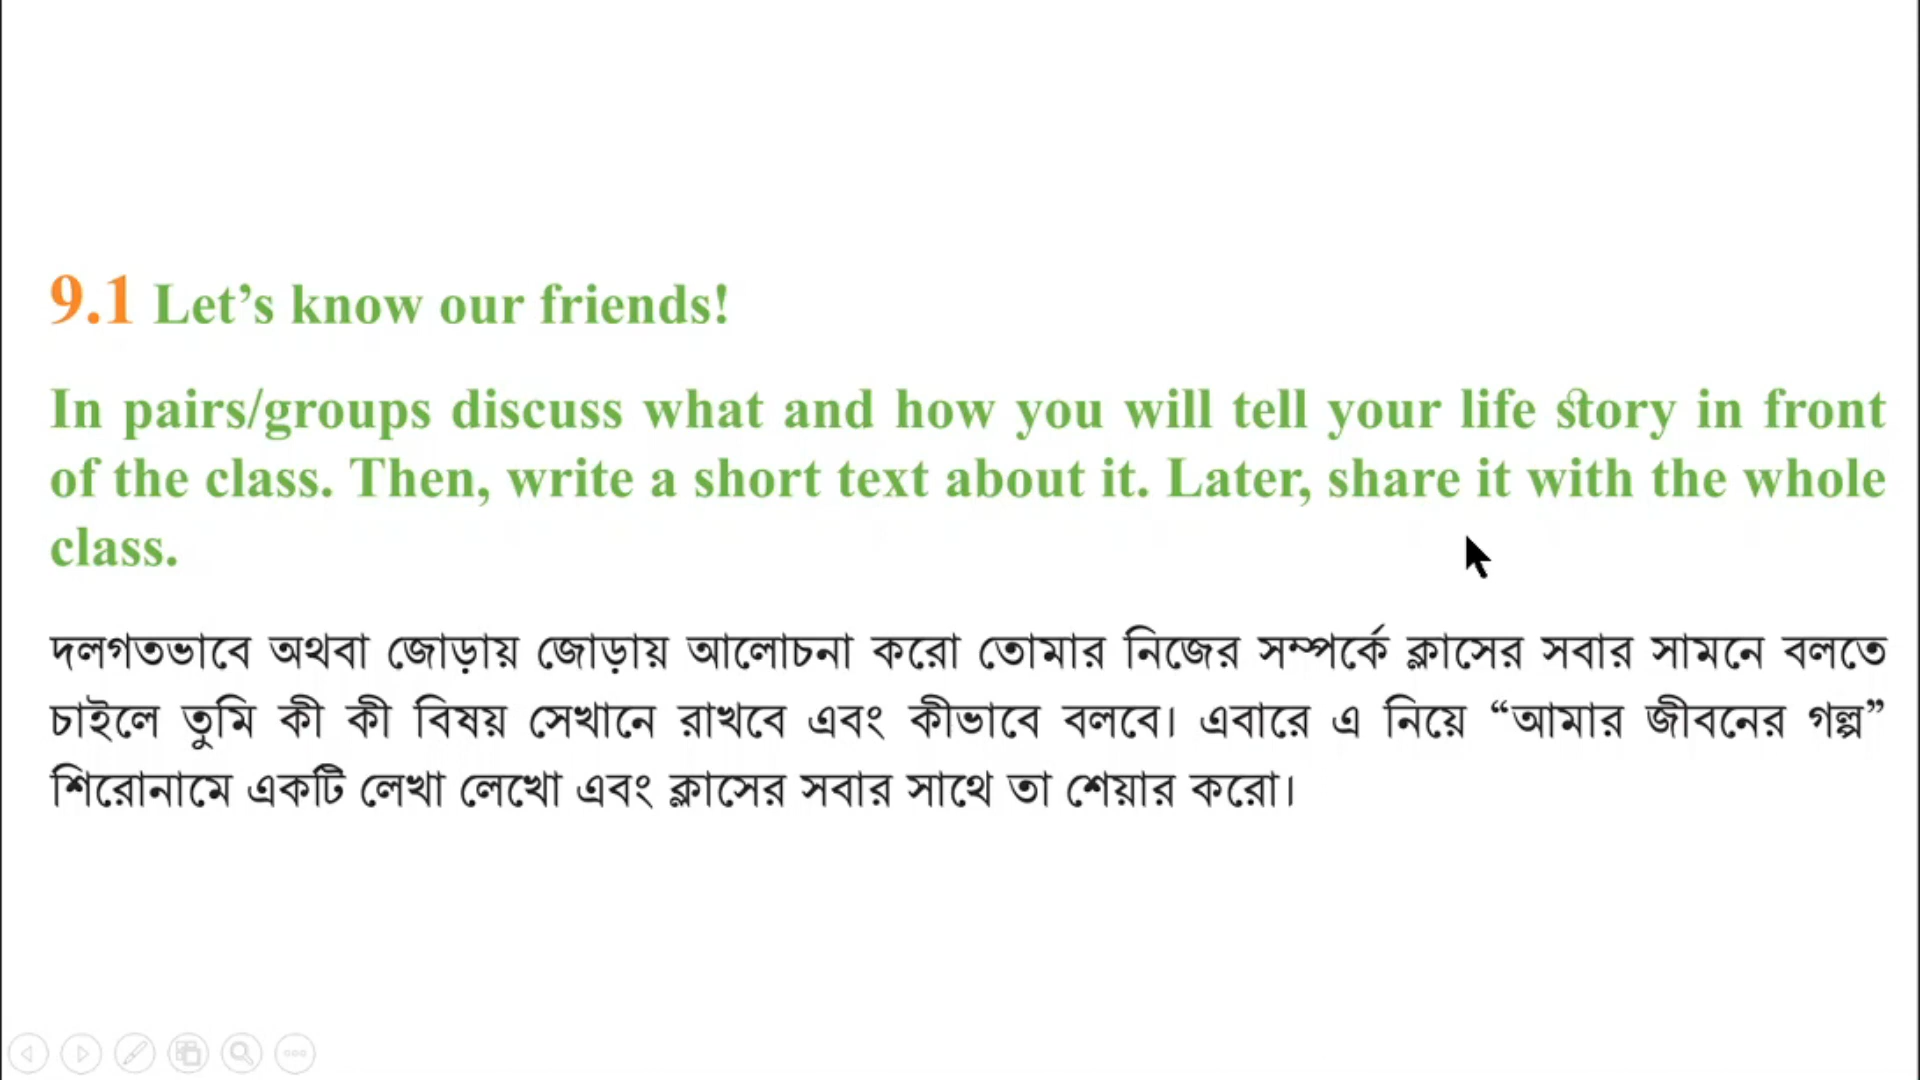 9.1 Let’s know our friends!
In pairs/groups discuss what and how you will tell your life story in front
of the class. Then, write a short text about it. Later, share it with the whole
class.
দলগতভাবে অথবা জোড়ায় জোড়ায় আলোচনা করো তোমার নিজের সম্পর্কে ক্লাসের সবার সামনে বলতে
চাইলে তুমি কী কী বিষয় সেখানে রাখবে এবং কীভাবে বলবে। এবারে এ নিয়ে “আমার জীবনের গল্প”
শিরোনামে একটি লেখা লেখো এবং ক্লাসের সবার সাথে তা শেয়ার করো।